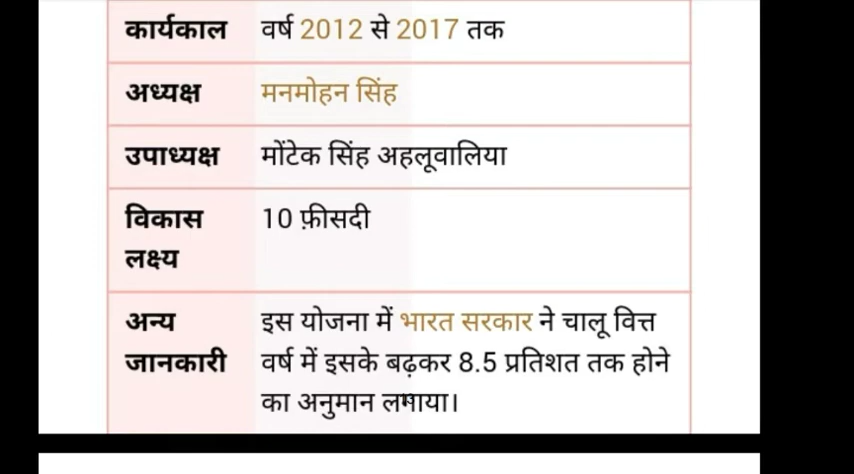 कार्यकाल वर्ष 2012 से 2017 तक
अध्यक्ष मनमोहन सिंह
उपाध्यक्ष मोंटेक सिंह अहलूवालिया
विकास 10 फ़ीसदी
लक्ष्य
अन्य इस योजना में भारत सरकार ने चालू वित्त
जानकारी वर्ष में इसके बढ़कर 8.5 प्रतिशत तक होने
का अनुमान लगाया।
13